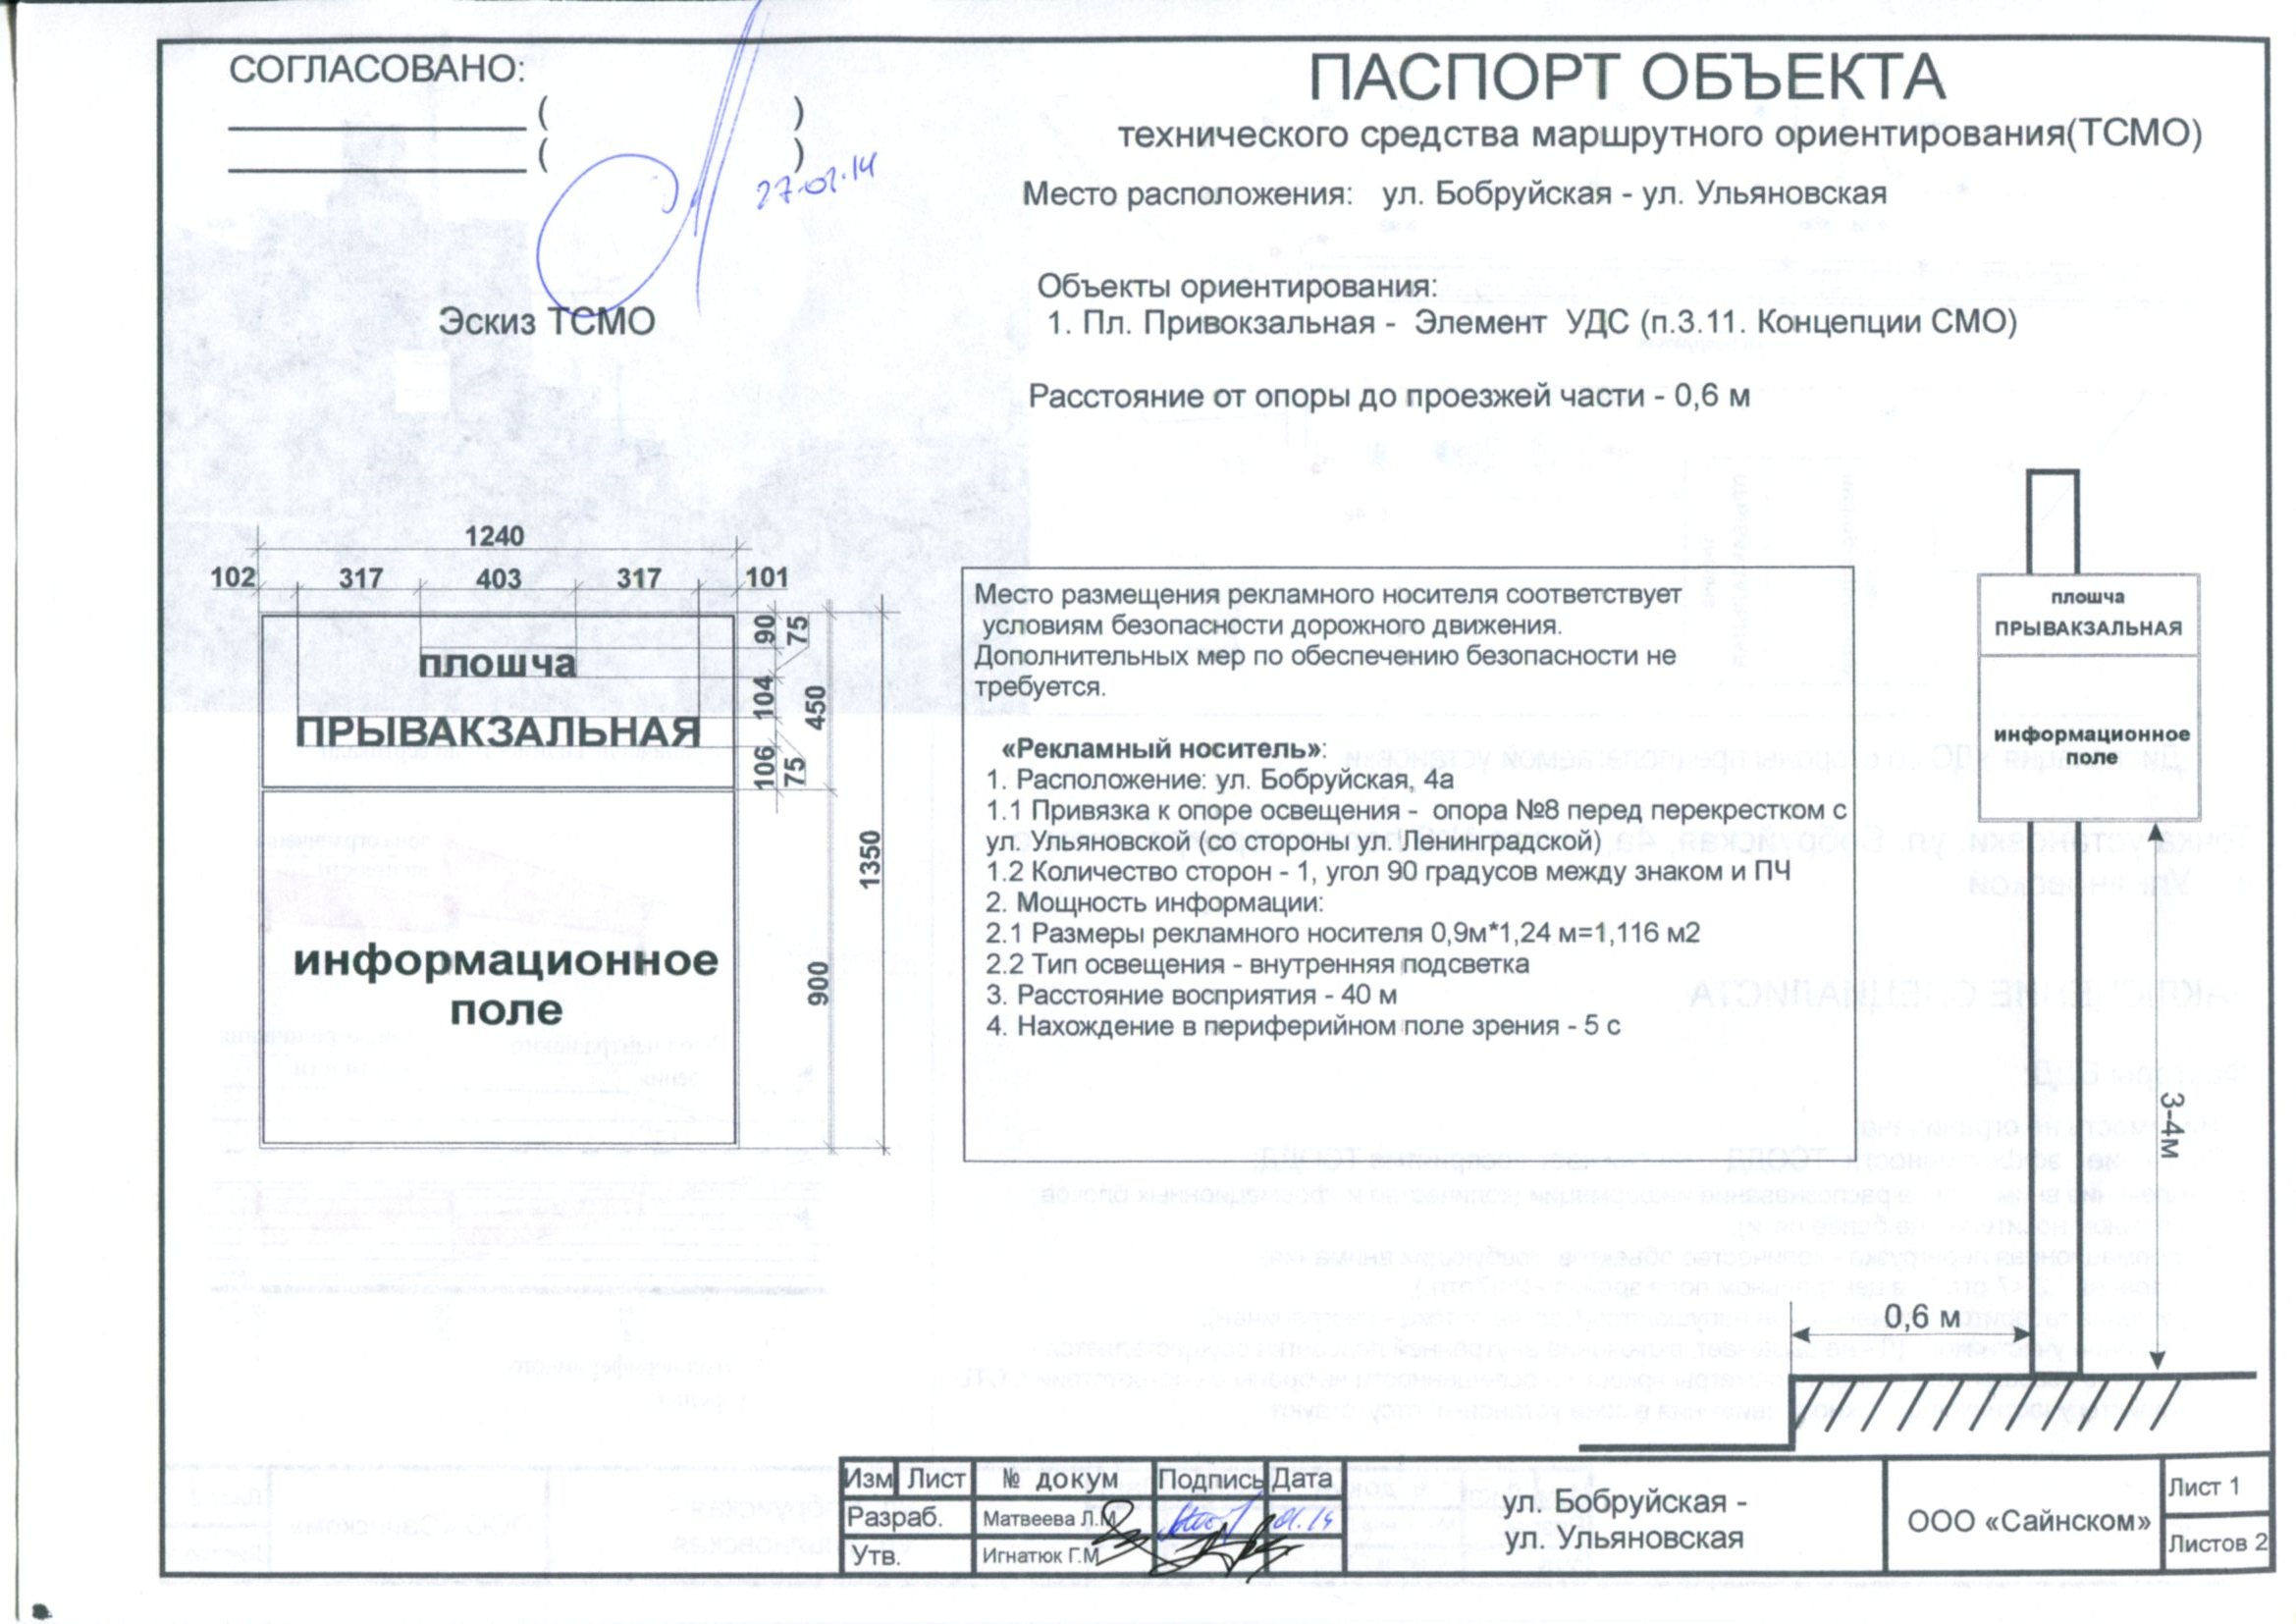 СОГЛАСОВАНО:
( )
( )
27.01.14
ПАСПОРТ ОБЪЕКТА
технического средства маршрутного ориентирования(ТСМО)
Место расположения: ул. Бобруйская - ул. Ульяновская
Объекты ориентирования:
1. Пл. Привокзальная - Элемент УДС (п.3.11. Концепции СМО)
Расстояние от опоры до проезжей части - 0,6 м
Эскиз ТСМО
1240
102 317 403 317 101
90 75
104
106 75
450
900
1350
плошча
ПРЫВАКЗАЛЬНАЯ
информационное
поле
Место размещения рекламного носителя соответствует
условиям безопасности дорожного движения.
Дополнительных мер по обеспечению безопасности не
требуется.
«Рекламный носитель»:
1. Расположение: ул. Бобруйская, 4а
1.1 Привязка к опоре освещения - опора №8 перед перекрестком с
ул. Ульяновской (со стороны ул. Ленинградской)
1.2 Количество сторон - 1, угол 90 градусов между знаком и ПЧ
2. Мощность информации:
2.1 Размеры рекламного носителя 0,9м*1,24 м=1,116 м2
2.2 Тип освещения - внутренняя подсветка
3. Расстояние восприятия - 40 м
4. Нахождение в периферийном поле зрения - 5 с
плошча
ПРЫВАКЗАЛЬНАЯ
информационное
поле
3-4м
0,6 м
Изм Лист № докум Подпись Дата
Разраб. Матвеева Л.М. 01.14
Утв. Игнатюк Г.М
ул. Бобруйская -
ул. Ульяновская
ООО «Сайнском»
Лист 1
Листов 2